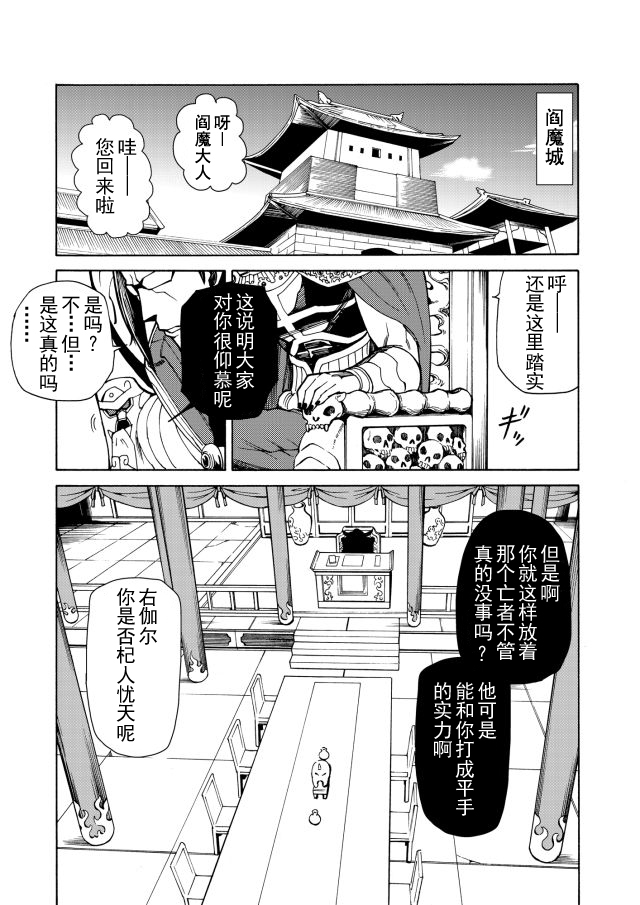 阎魔城
呀——
阎魔大人
哇——
您回来啦
呼——
还是这里踏实
ギッ
这说明大家
对你很仰慕呢
是吗？
不…但…
是这真的吗
……
但是啊
你就这样放着
那个亡者不管
真的没事吗？
他可是
能和你打成平手
的实力啊
右伽尔
你是否杞人忧天呢